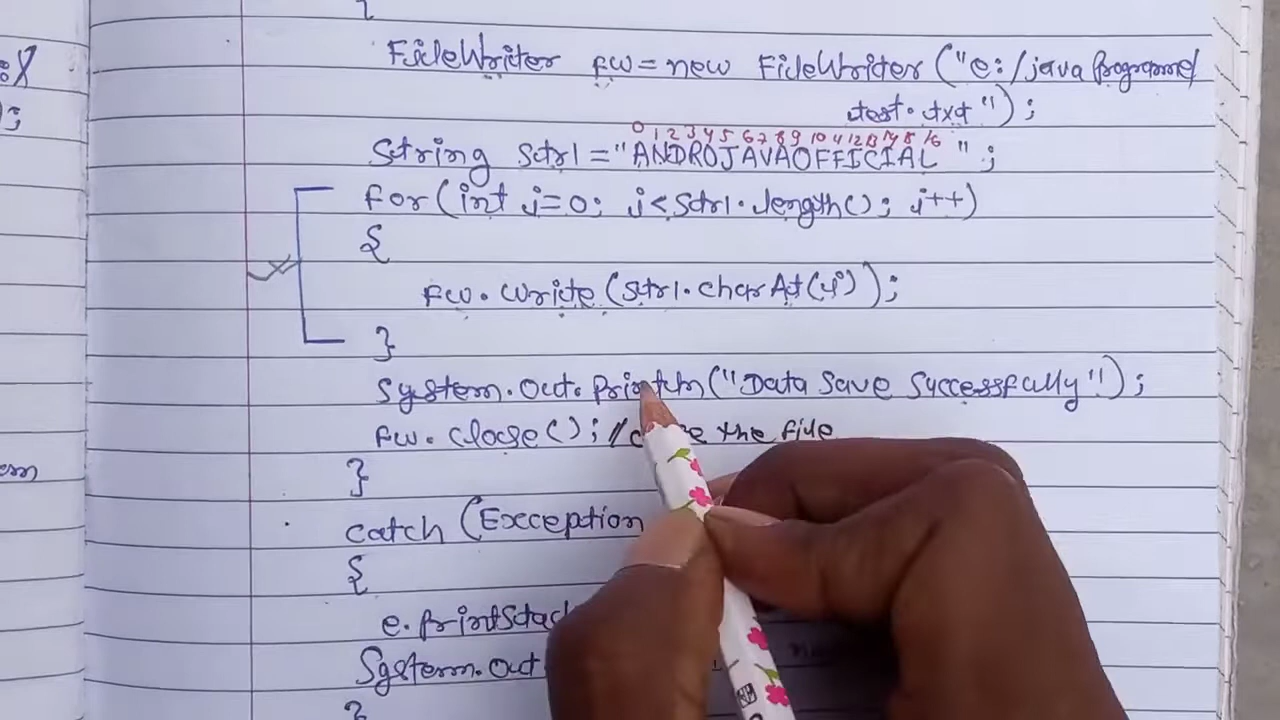 {
FileWriter fw = new FileWriter ("e:/java Programme/
test.txt");
0 1 2 3 4 5 6 7 8 9 10 11 12 13 14 15 16
String str1 = "ANDROJAVAOFFICIAL ";
for(int i=0; i<str1.length(); i++)
{
fw.write (str1.charAt(i));
}
System.out.println("Data Save Successfully"!);
fw.close(); // the file
}
catch (Exception
{
e.printStac
System.out
}